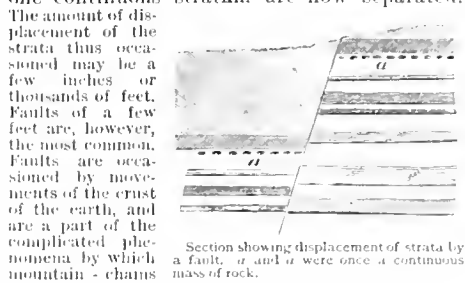 one continuous stratum are now separated.
The amount of dis-
placement of the
strata thus occa-
sioned may be a
few inches or
thousands of feet.
Faults of a few
feet are, however,
the most common.
Faults are occa-
sioned by move-
ments of the crust
of the earth, and
are a part of the
complicated phe-
nomena by which
mountain-chains
a
a
Section showing displacement of strata by
a fault. a and a were once a continuous
mass of rock.